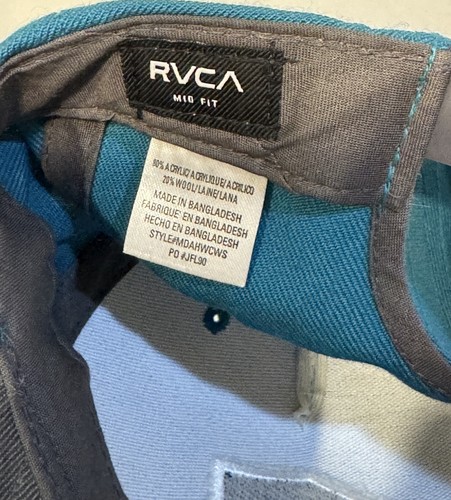 RVCA
MID FIT
80% ACRYLIC/ACRYLIQUE/ACRILICO
20% WOOL/LAINE/LANA
MADE IN BANGLADESH
FABRIQUE' EN BANGLADESH
HECHO EN BANGLADESH
STYLE#MDAHWCWS
PO #JFL90